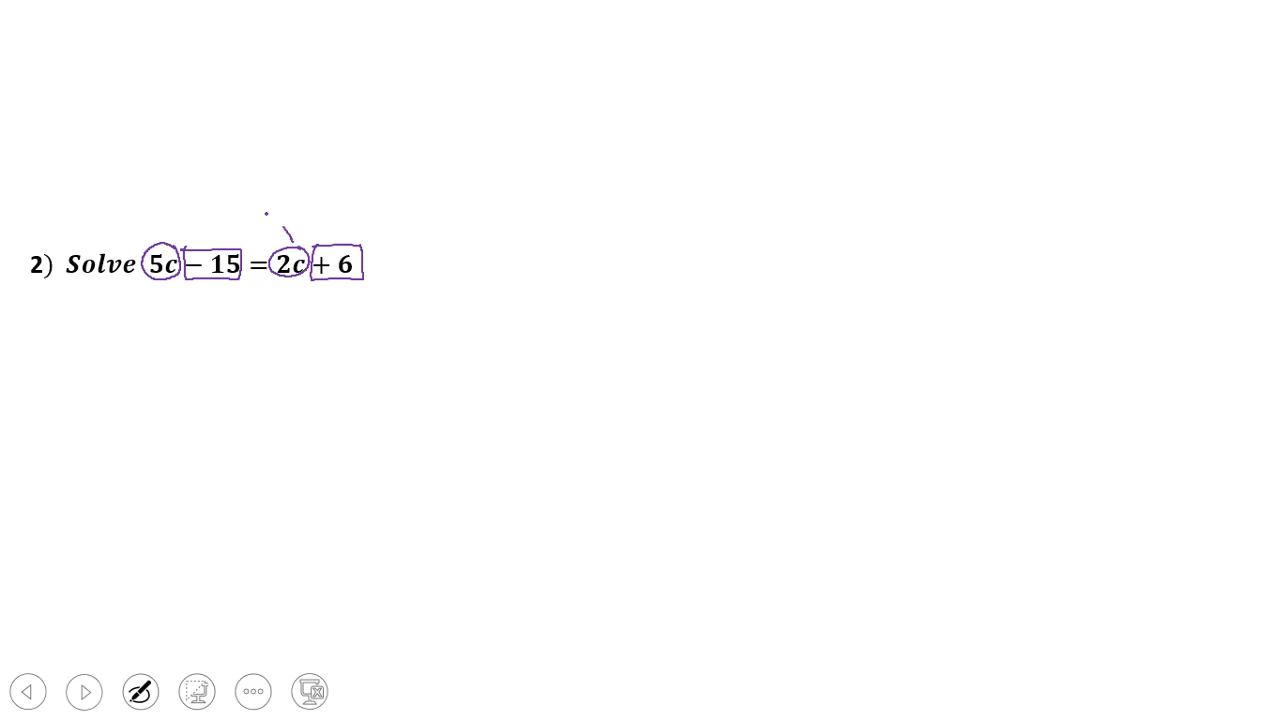 2) Solve 5c − 15 = 2c + 6